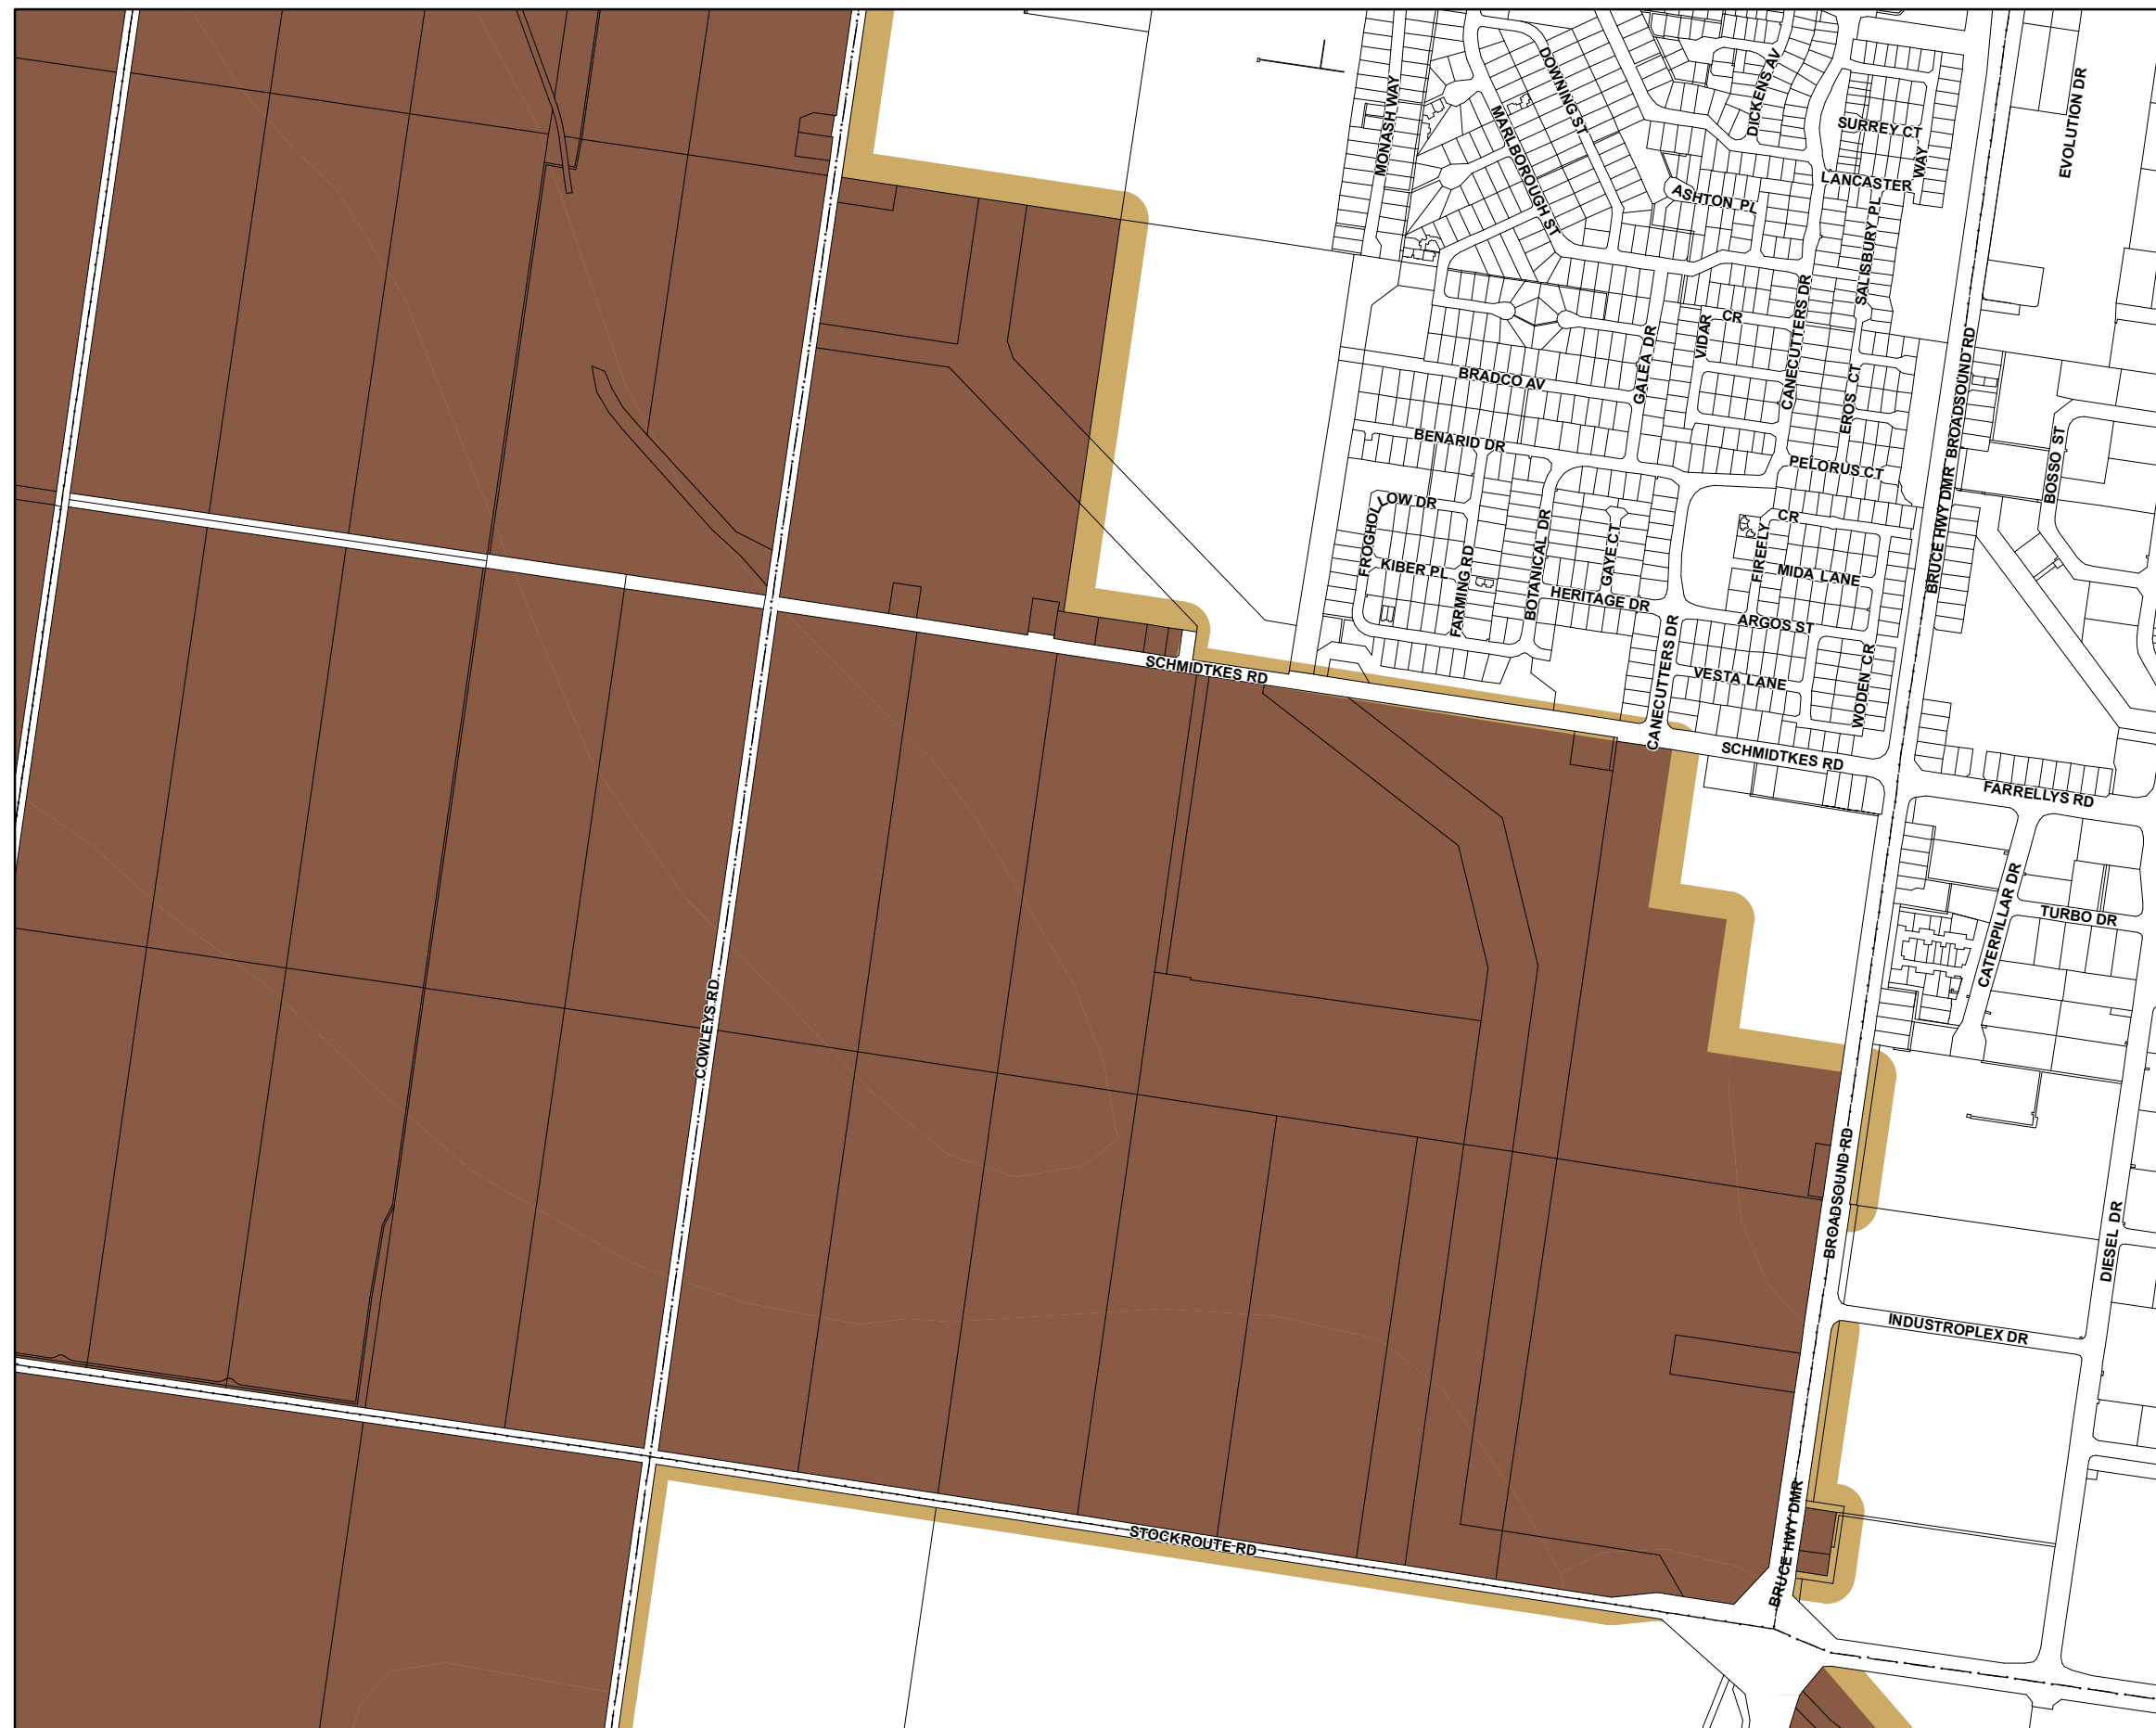 MONASH WAY
DOWNING ST
MARLBOROUGH ST
DICKENS AV
SURREY CT
LANCASTER
WAY
EVOLUTION DR
ASHTON PL
SALISBURY PL
CANECUTTERS DR
VIDAR
CR
GALEA DR
BRADCO AV
BENARID DR
EROS CT
PELORUS CT
BRUCE HWY DMR BROADSOUND RD
BOSSO ST
FROGHOLLOW DR
KIBER PL
FARMING RD
BOTANICAL DR
GAYE CT
HERITAGE DR
FIREFLY
CR
MIDA LANE
ARGOS ST
VESTA LANE
WODEN CR
CANECUTTERS DR
SCHMIDTKES RD
SCHMIDTKES RD
FARRELLYS RD
CATERPILLAR DR
TURBO DR
COWLEYS RD
BROADSOUND RD
DIESEL DR
INDUSTROPLEX DR
STOCKROUTE RD
BRUCE HWY DMR